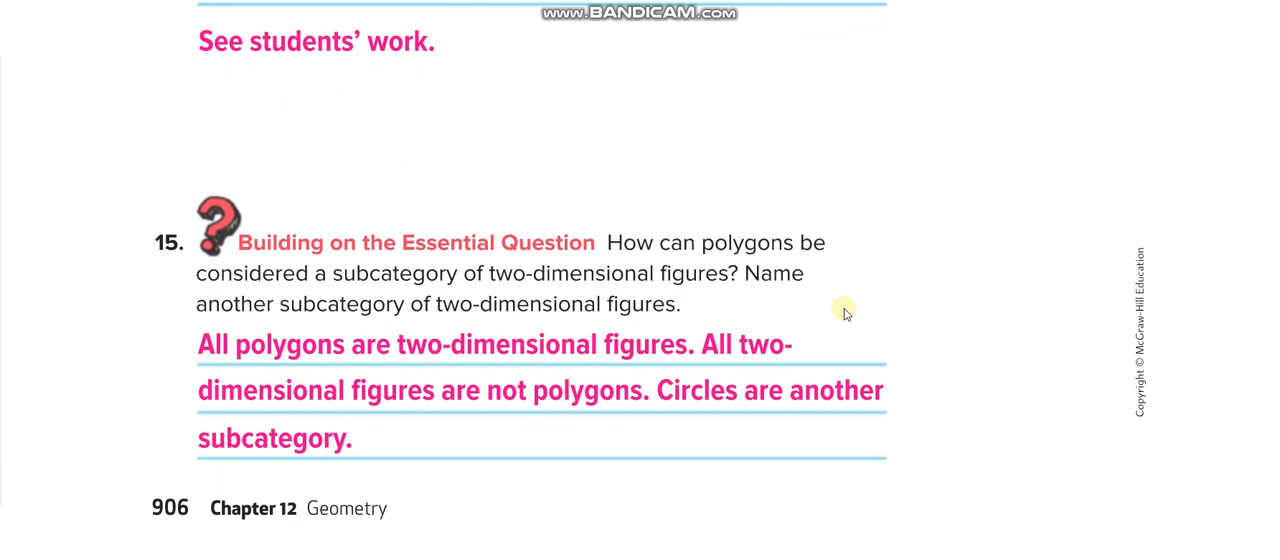 www.BANDICAM.com
See students’ work.
15. ? Building on the Essential Question How can polygons be
considered a subcategory of two-dimensional figures? Name
another subcategory of two-dimensional figures.
All polygons are two-dimensional figures. All two-
dimensional figures are not polygons. Circles are another
subcategory.
906 Chapter 12 Geometry
Copyright © McGraw-Hill Education